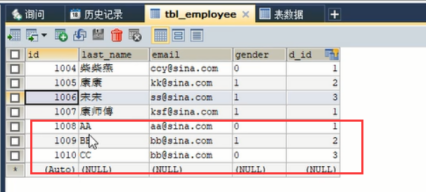 询问 历史记录 tbl_employee 表数据
id last_name email gender d_id
1004 柴柴燕 ccy@sina.com 0 1
1005 康康 kk@sina.com 1 2
1006 宋宋 ss@sina.com 1 3
1007 康师傅 ksf@sina.com 1 1
1008 AA aa@sina.com 0 1
1009 BB bb@sina.com 1 2
1010 CC bb@sina.com 0 3
(Auto) (NULL) (NULL) (NULL) (NULL)